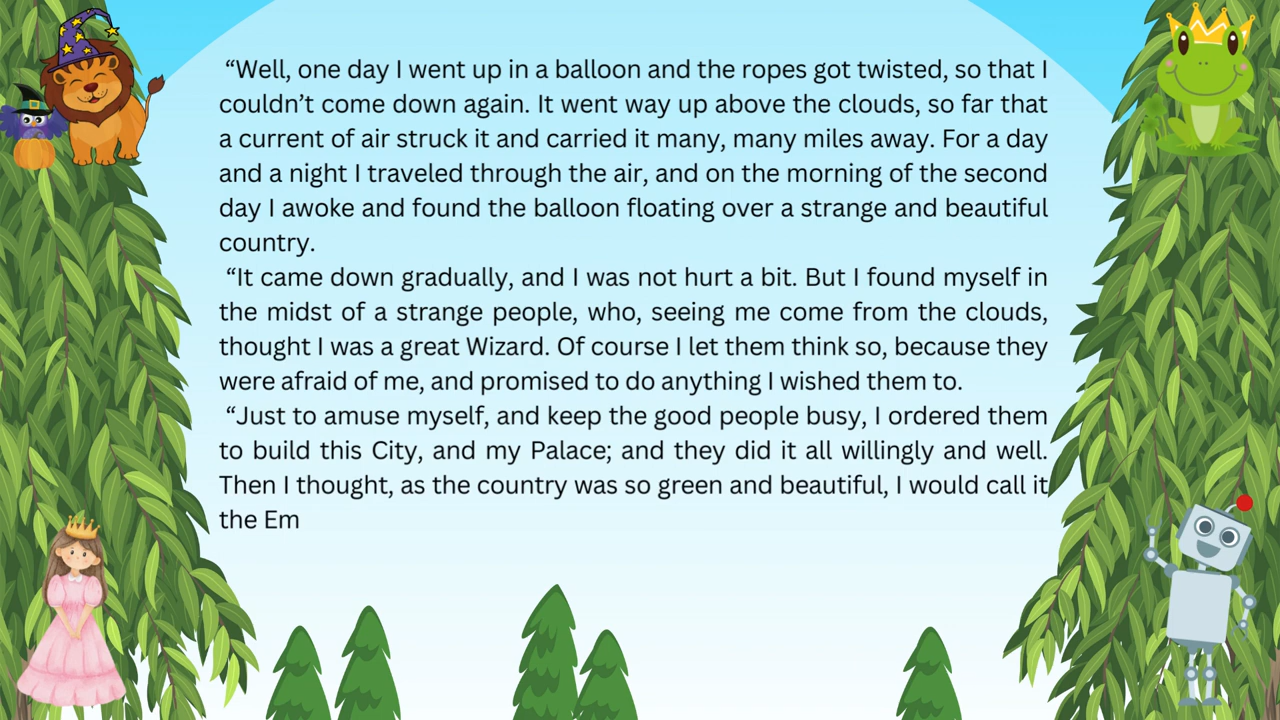 “Well, one day I went up in a balloon and the ropes got twisted, so that I
couldn’t come down again. It went way up above the clouds, so far that
a current of air struck it and carried it many, many miles away. For a day
and a night I traveled through the air, and on the morning of the second
day I awoke and found the balloon floating over a strange and beautiful
country.
“It came down gradually, and I was not hurt a bit. But I found myself in
the midst of a strange people, who, seeing me come from the clouds,
thought I was a great Wizard. Of course I let them think so, because they
were afraid of me, and promised to do anything I wished them to.
“Just to amuse myself, and keep the good people busy, I ordered them
to build this City, and my Palace; and they did it all willingly and well.
Then I thought, as the country was so green and beautiful, I would call it
the Em